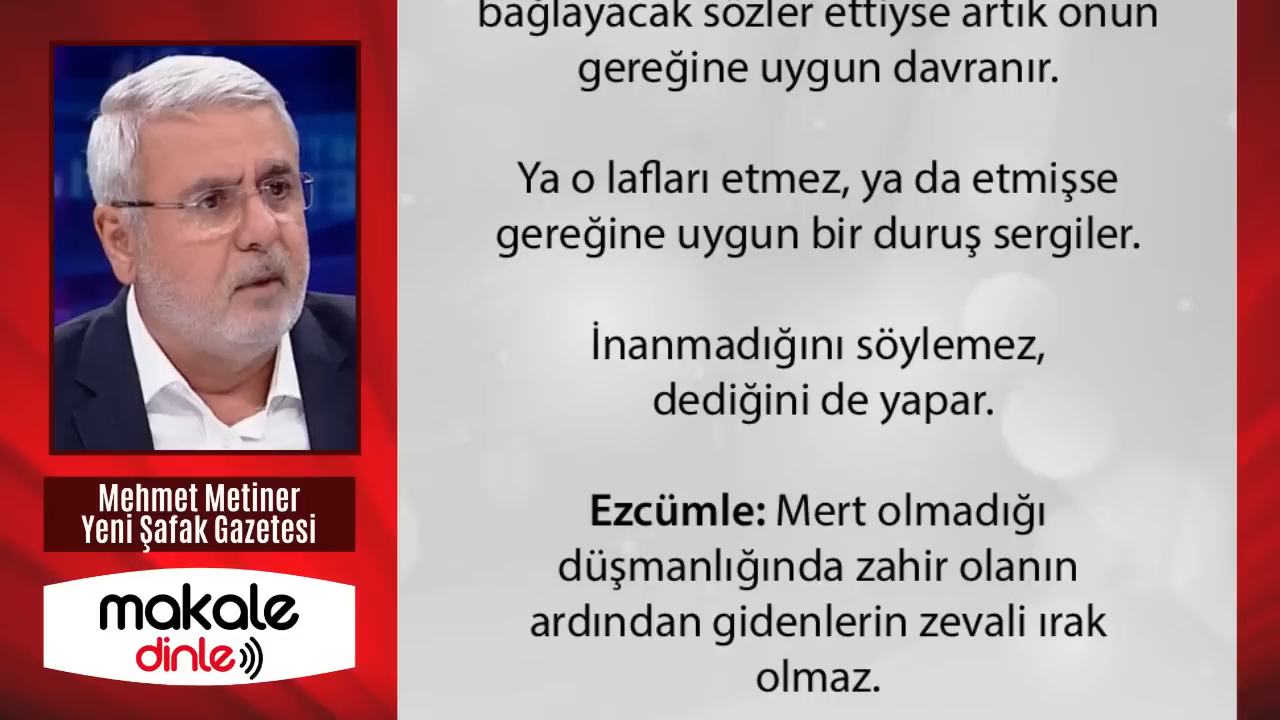 bağlayacak sözler ettiyse artık onun
gereğine uygun davranır.
Ya o lafları etmez, ya da etmişse
gereğine uygun bir duruş sergiler.
İnanmadığını söylemez,
dediğini de yapar.
Ezcümle: Mert olmadığı
düşmanlığında zahir olanın
ardından gidenlerin zevali ırak
olmaz.
Mehmet Metiner
Yeni Şafak Gazetesi
makale
dinle